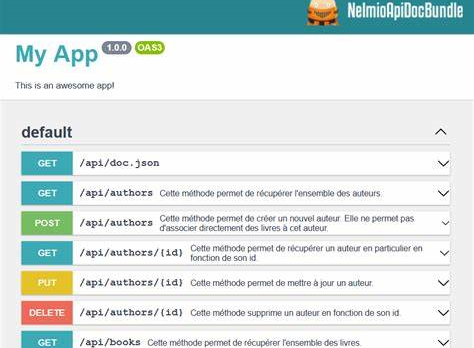 NelmioApiDocBundle
My App 1.0.0 OAS3
This is an awesome app!
default
GET /api/doc.json
GET /api/authors Cette méthode permet de récupérer l'ensemble des auteurs.
POST /api/authors Cette méthode permet de créer un nouvel auteur. Elle ne permet pas
d'associer directement des livres à cet auteur.
GET /api/authors/{id} Cette méthode permet de récupérer un auteur en particulier en
fonction de son id.
PUT /api/authors/{id} Cette méthode permet de mettre à jour un auteur.
DELETE /api/authors/{id} Cette méthode supprime un auteur en fonction de son id.
GET /api/books Cette méthode permet de récupérer l'ensemble des livres.